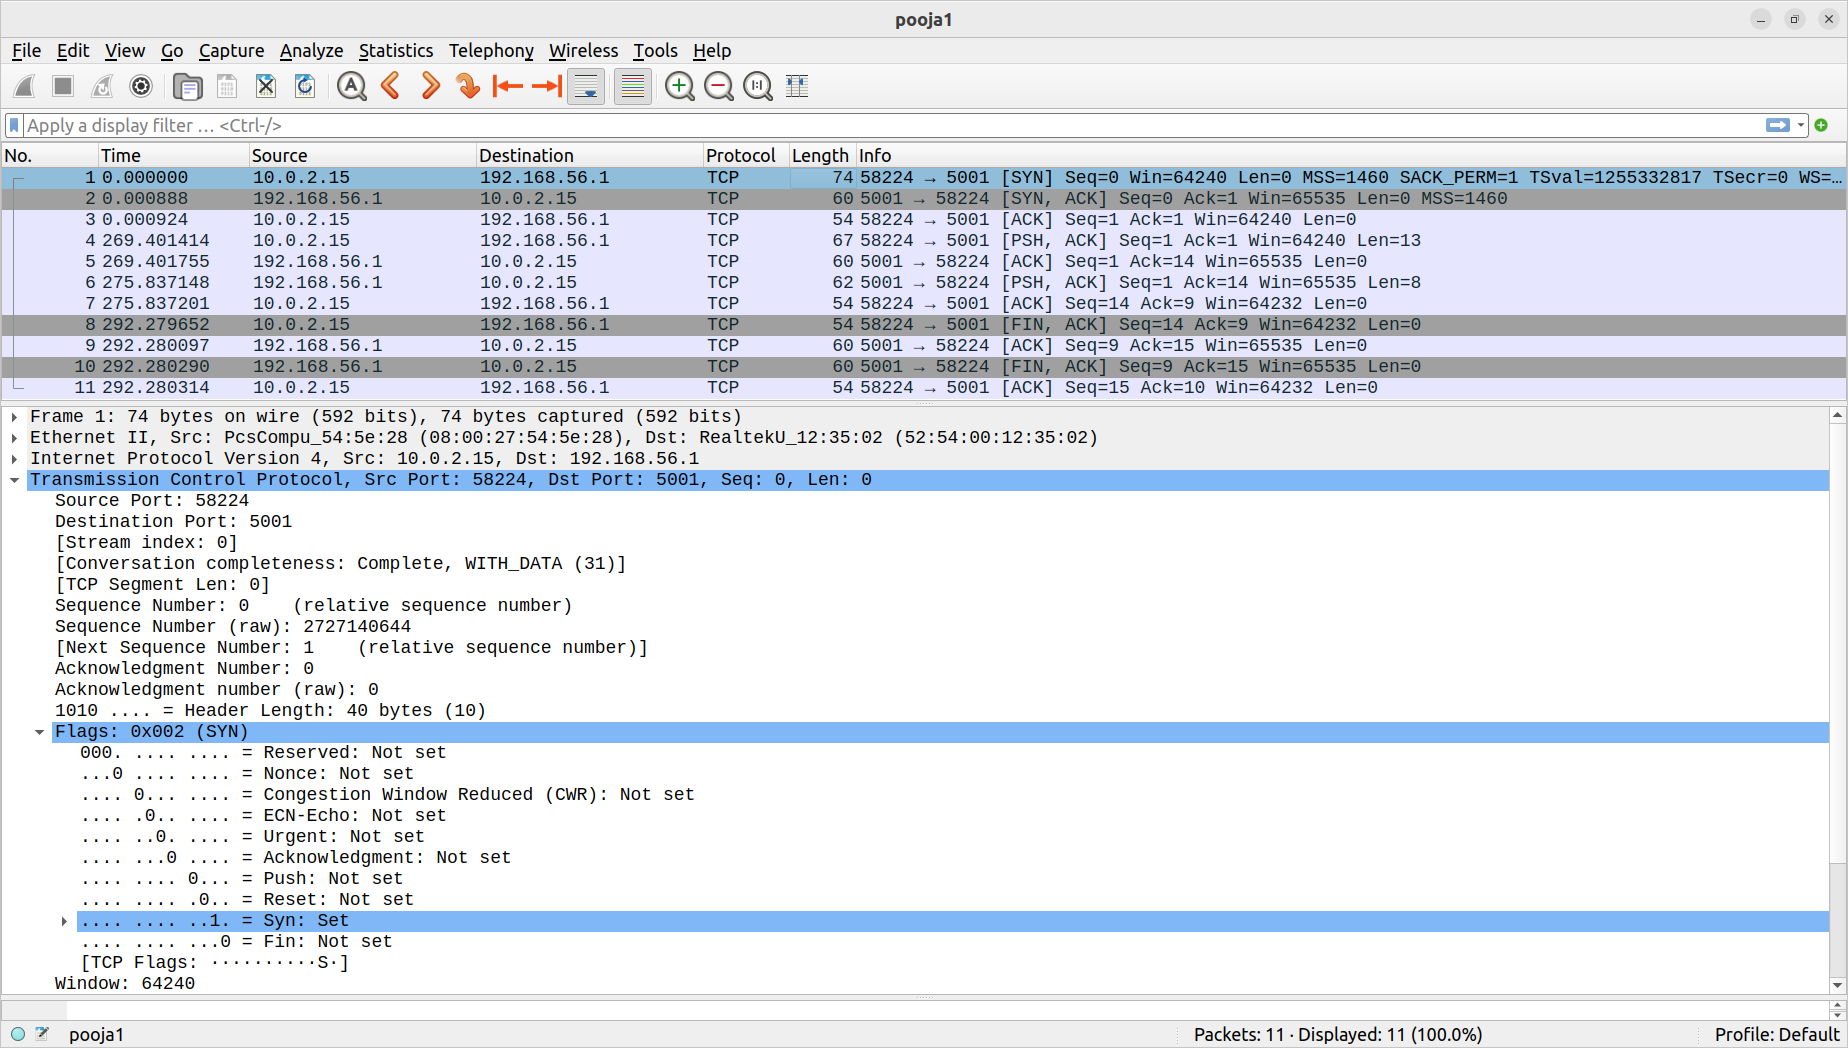 pooja1
File Edit View Go Capture Analyze Statistics Telephony Wireless Tools Help
Apply a display filter … <Ctrl-/>
No. Time Source Destination Protocol Length Info
1 0.000000 10.0.2.15 192.168.56.1 TCP 74 58224 → 5001 [SYN] Seq=0 Win=64240 Len=0 MSS=1460 SACK_PERM=1 TSval=1255332817 TSecr=0 WS=…
2 0.000888 192.168.56.1 10.0.2.15 TCP 60 5001 → 58224 [SYN, ACK] Seq=0 Ack=1 Win=65535 Len=0 MSS=1460
3 0.000924 10.0.2.15 192.168.56.1 TCP 54 58224 → 5001 [ACK] Seq=1 Ack=1 Win=64240 Len=0
4 269.401414 10.0.2.15 192.168.56.1 TCP 67 58224 → 5001 [PSH, ACK] Seq=1 Ack=1 Win=64240 Len=13
5 269.401755 192.168.56.1 10.0.2.15 TCP 60 5001 → 58224 [ACK] Seq=1 Ack=14 Win=65535 Len=0
6 275.837148 192.168.56.1 10.0.2.15 TCP 62 5001 → 58224 [PSH, ACK] Seq=1 Ack=14 Win=65535 Len=8
7 275.837201 10.0.2.15 192.168.56.1 TCP 54 58224 → 5001 [ACK] Seq=14 Ack=9 Win=64232 Len=0
8 292.279652 10.0.2.15 192.168.56.1 TCP 54 58224 → 5001 [FIN, ACK] Seq=14 Ack=9 Win=64232 Len=0
9 292.280097 192.168.56.1 10.0.2.15 TCP 60 5001 → 58224 [ACK] Seq=9 Ack=15 Win=65535 Len=0
10 292.280290 192.168.56.1 10.0.2.15 TCP 60 5001 → 58224 [FIN, ACK] Seq=9 Ack=15 Win=65535 Len=0
11 292.280314 10.0.2.15 192.168.56.1 TCP 54 58224 → 5001 [ACK] Seq=15 Ack=10 Win=64232 Len=0
Frame 1: 74 bytes on wire (592 bits), 74 bytes captured (592 bits)
Ethernet II, Src: PcsCompu_54:5e:28 (08:00:27:54:5e:28), Dst: RealtekU_12:35:02 (52:54:00:12:35:02)
Internet Protocol Version 4, Src: 10.0.2.15, Dst: 192.168.56.1
Transmission Control Protocol, Src Port: 58224, Dst Port: 5001, Seq: 0, Len: 0
Source Port: 58224
Destination Port: 5001
[Stream index: 0]
[Conversation completeness: Complete, WITH_DATA (31)]
[TCP Segment Len: 0]
Sequence Number: 0 (relative sequence number)
Sequence Number (raw): 2727140644
[Next Sequence Number: 1 (relative sequence number)]
Acknowledgment Number: 0
Acknowledgment number (raw): 0
1010 .... = Header Length: 40 bytes (10)
Flags: 0x002 (SYN)
000. .... .... = Reserved: Not set
...0 .... .... = Nonce: Not set
.... 0... .... = Congestion Window Reduced (CWR): Not set
.... .0.. .... = ECN-Echo: Not set
.... ..0. .... = Urgent: Not set
.... ...0 .... = Acknowledgment: Not set
.... .... 0... = Push: Not set
.... .... .0.. = Reset: Not set
.... .... ..1. = Syn: Set
.... .... ...0 = Fin: Not set
[TCP Flags: ··········S·]
Window: 64240
pooja1 Packets: 11 · Displayed: 11 (100.0%) Profile: Default